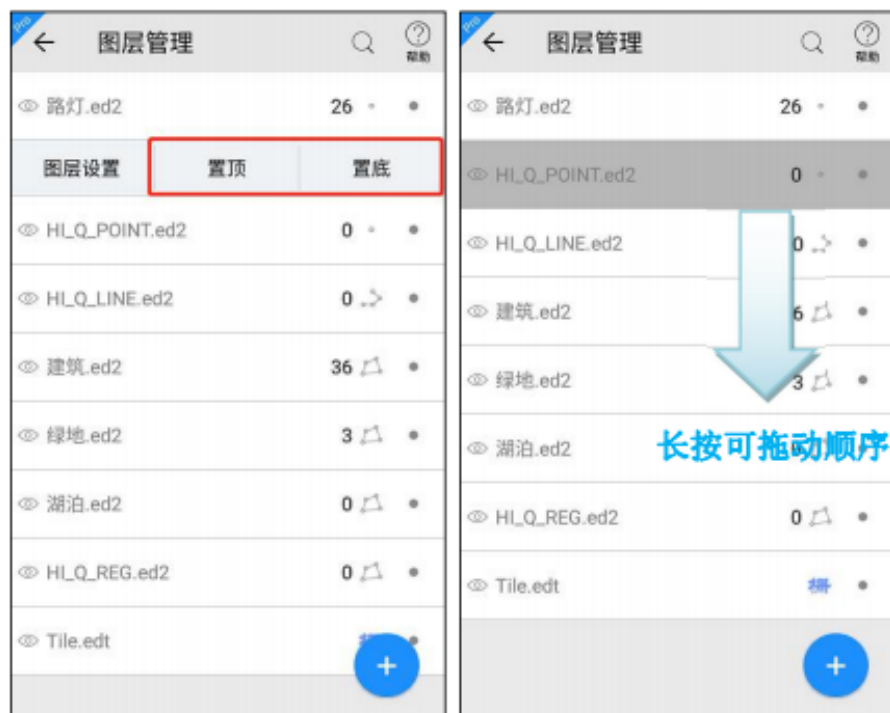 Pro
图层管理
帮助
路灯.ed2 26
图层设置 置顶 置底
HI_Q_POINT.ed2 0
HI_Q_LINE.ed2 0
建筑.ed2 36
绿地.ed2 3
湖泊.ed2 0
HI_Q_REG.ed2 0
Tile.edt
+
Pro
图层管理
帮助
路灯.ed2 26
HI_Q_POINT.ed2 0
HI_Q_LINE.ed2 0
建筑.ed2 6
绿地.ed2 3
湖泊.ed2
长按可拖动顺序
HI_Q_REG.ed2 0
Tile.edt 栅
+